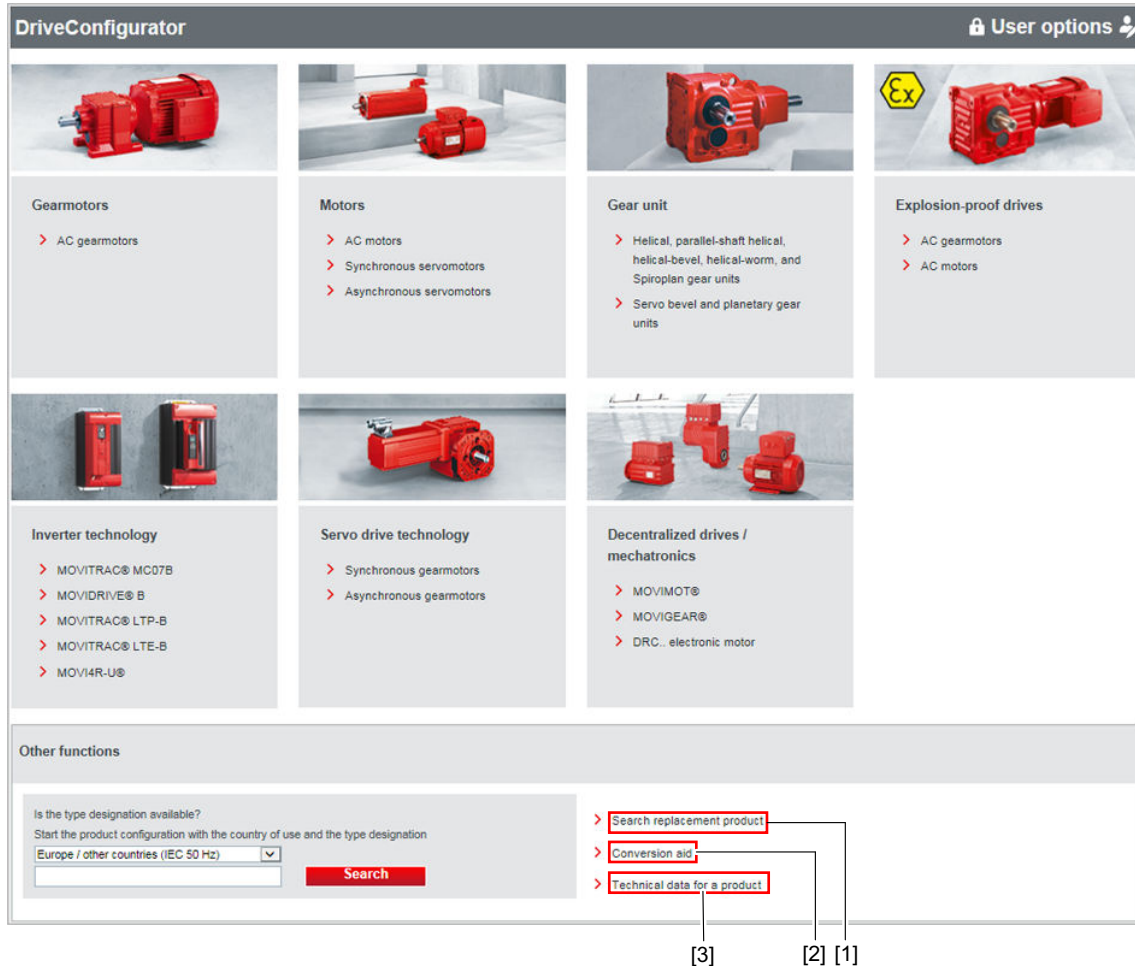 DriveConfigurator
User options
Ex
Gearmotors
AC gearmotors
Motors
AC motors
Synchronous servomotors
Asynchronous servomotors
Gear unit
Helical, parallel-shaft helical,
helical-bevel, helical-worm, and
Spiroplan gear units
Servo bevel and planetary gear
units
Explosion-proof drives
AC gearmotors
AC motors
Inverter technology
MOVITRAC® MC07B
MOVIDRIVE® B
MOVITRAC® LTP-B
MOVITRAC® LTE-B
MOVI4R-U®
Servo drive technology
Synchronous gearmotors
Asynchronous gearmotors
Decentralized drives /
mechatronics
MOVIMOT®
MOVIGEAR®
DRC.. electronic motor
Other functions
Is the type designation available?
Start the product configuration with the country of use and the type designation
Europe / other countries (IEC 50 Hz)
Search
Search replacement product
Conversion aid
Technical data for a product
[3] [2] [1]